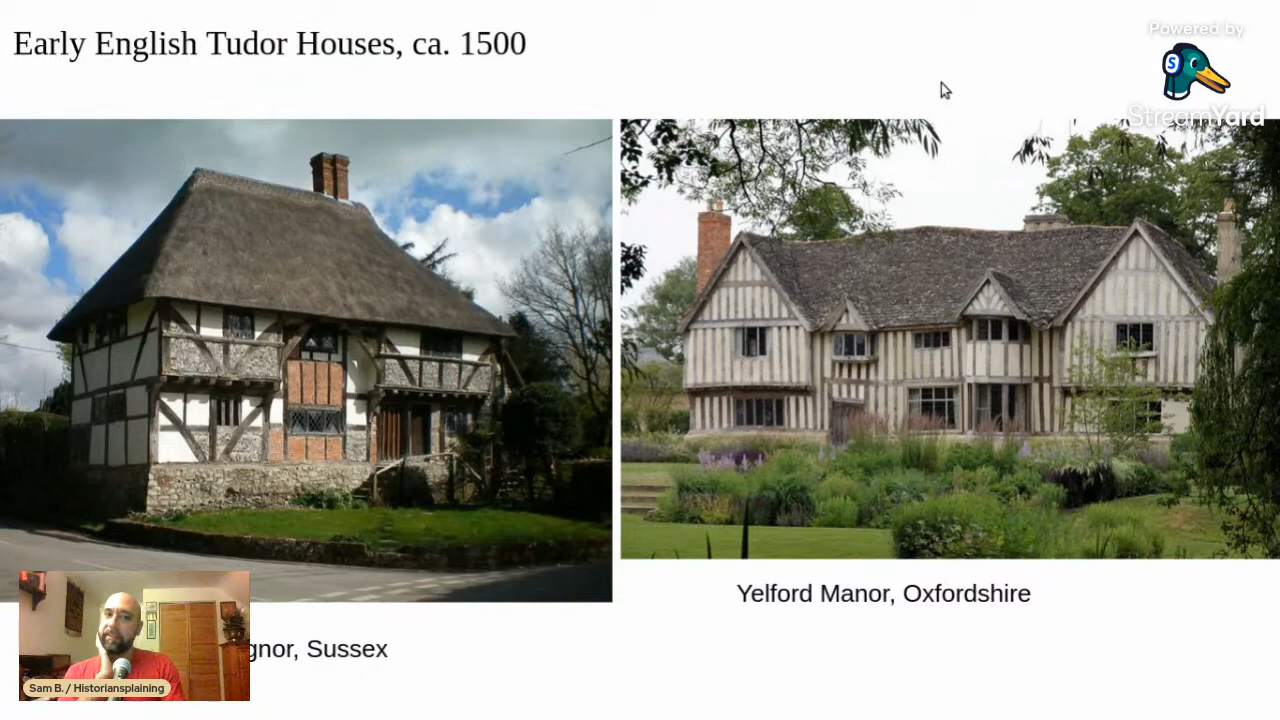 Early English Tudor Houses, ca. 1500
Powered by
S
StreamYard
Yelford Manor, Oxfordshire
gnor, Sussex
Sam B. / Historiansplaining